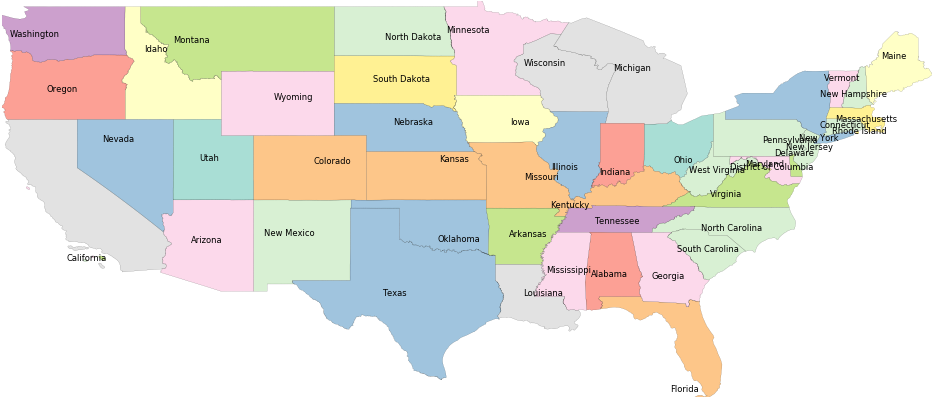 Washington
Idaho
Montana
North Dakota
Minnesota
Wisconsin
Michigan
Vermont
Maine
Oregon
Wyoming
South Dakota
New Hampshire
Nevada
Nebraska
Iowa
Massachusetts
Connecticut
Rhode Island
New York
Pennsylvania
New Jersey
Utah
Colorado
Kansas
Missouri
Illinois
Indiana
Ohio
West Virginia
District of Columbia
Maryland
Delaware
Virginia
Kentucky
California
Arizona
New Mexico
Oklahoma
Arkansas
Tennessee
North Carolina
South Carolina
Texas
Louisiana
Mississippi
Alabama
Georgia
Florida